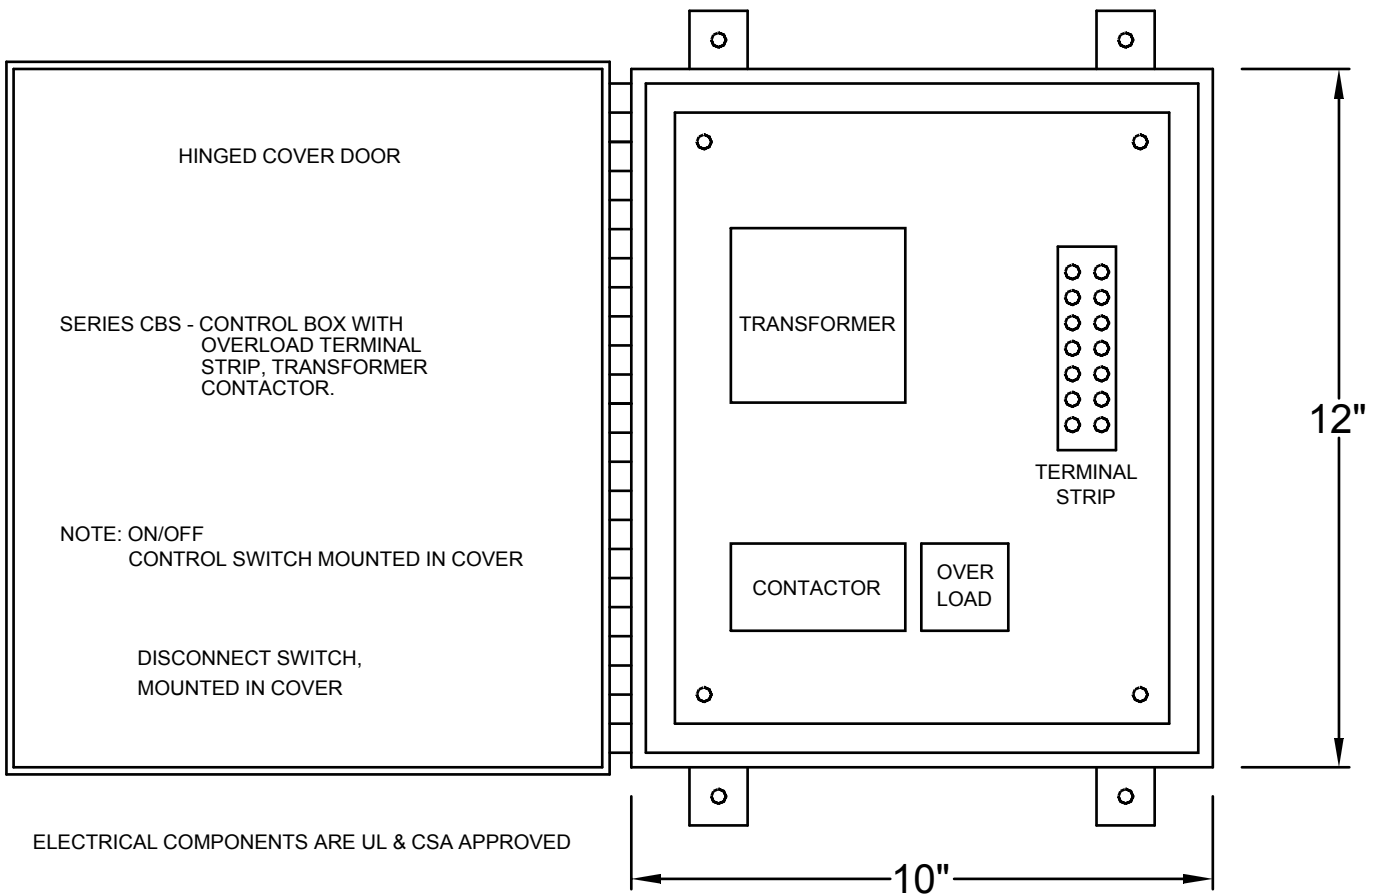 HINGED COVER DOOR
SERIES CBS - CONTROL BOX WITH
OVERLOAD TERMINAL
STRIP, TRANSFORMER
CONTACTOR.
NOTE: ON/OFF
CONTROL SWITCH MOUNTED IN COVER
DISCONNECT SWITCH,
MOUNTED IN COVER
ELECTRICAL COMPONENTS ARE UL & CSA APPROVED
TRANSFORMER
TERMINAL
STRIP
CONTACTOR
OVER
LOAD
12"
10"